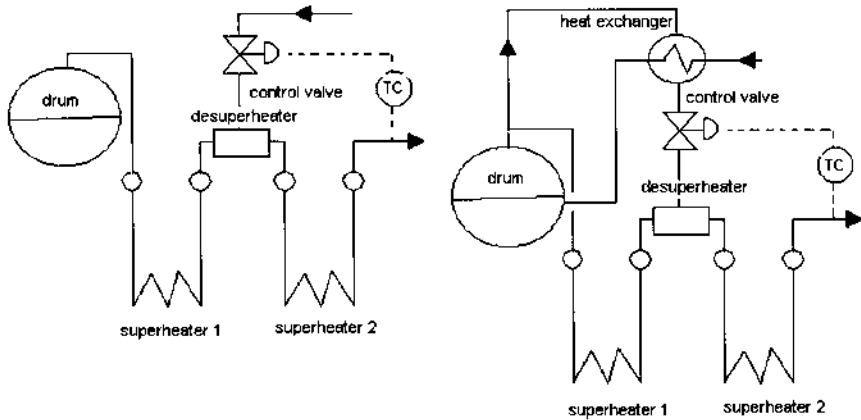 drum
control valve
desuperheater
TC
superheater 1
superheater 2
heat exchanger
control valve
drum
desuperheater
TC
superheater 1
superheater 2